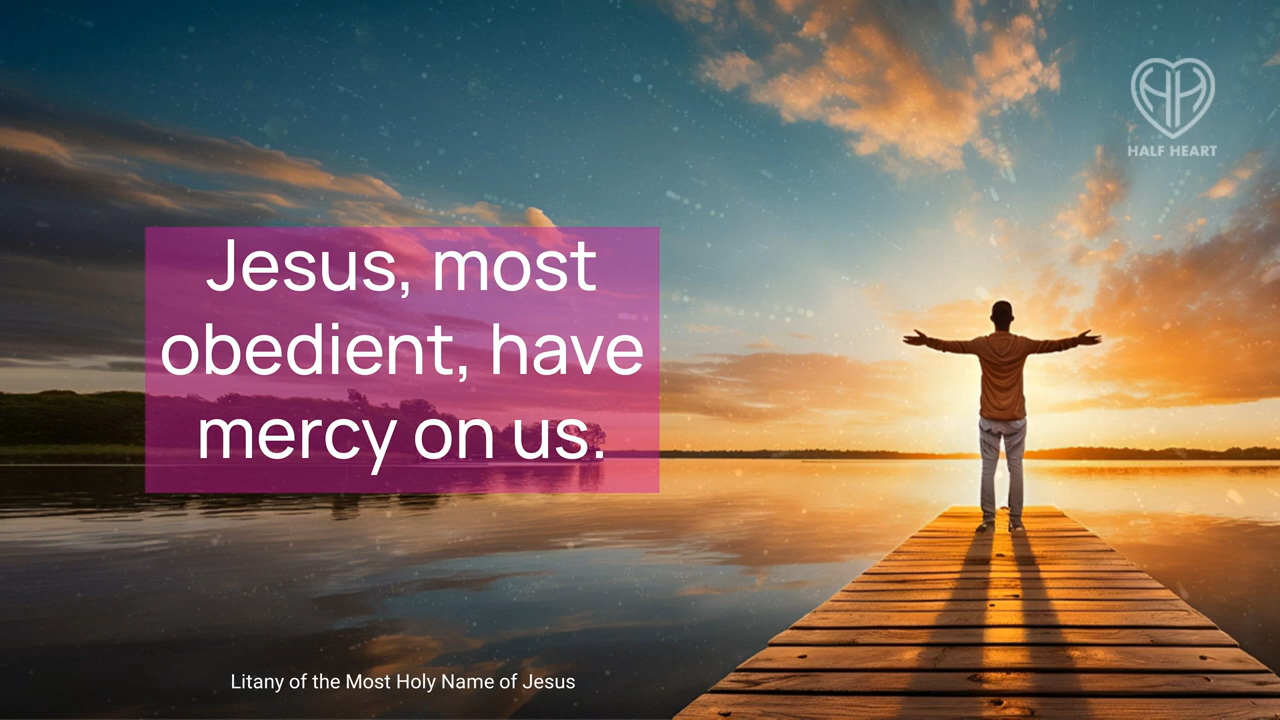 HALF HEART
Jesus, most
obedient, have
mercy on us.
Litany of the Most Holy Name of Jesus